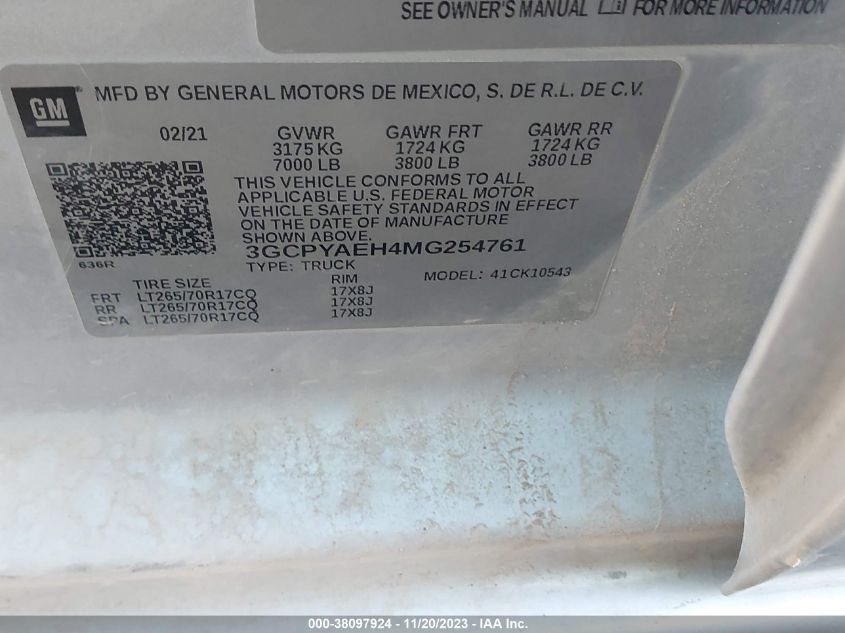 SEE OWNER'S MANUAL FOR MORE INFORMATION
GM
MFD BY GENERAL MOTORS DE MEXICO, S. DE R.L. DE C.V.
02/21 GVWR GAWR FRT GAWR RR
3175 KG 1724 KG 1724 KG
7000 LB 3800 LB 3800 LB
THIS VEHICLE CONFORMS TO ALL
APPLICABLE U.S. FEDERAL MOTOR
VEHICLE SAFETY STANDARDS IN EFFECT
ON THE DATE OF MANUFACTURE
SHOWN ABOVE.
3GCPYAEH4MG254761
636R TYPE: TRUCK MODEL: 41CK10543
TIRE SIZE RIM
FRT LT265/70R17CQ 17X8J
RR LT265/70R17CQ 17X8J
SPA LT265/70R17CQ 17X8J
000-38097924 - 11/20/2023 - IAA Inc.